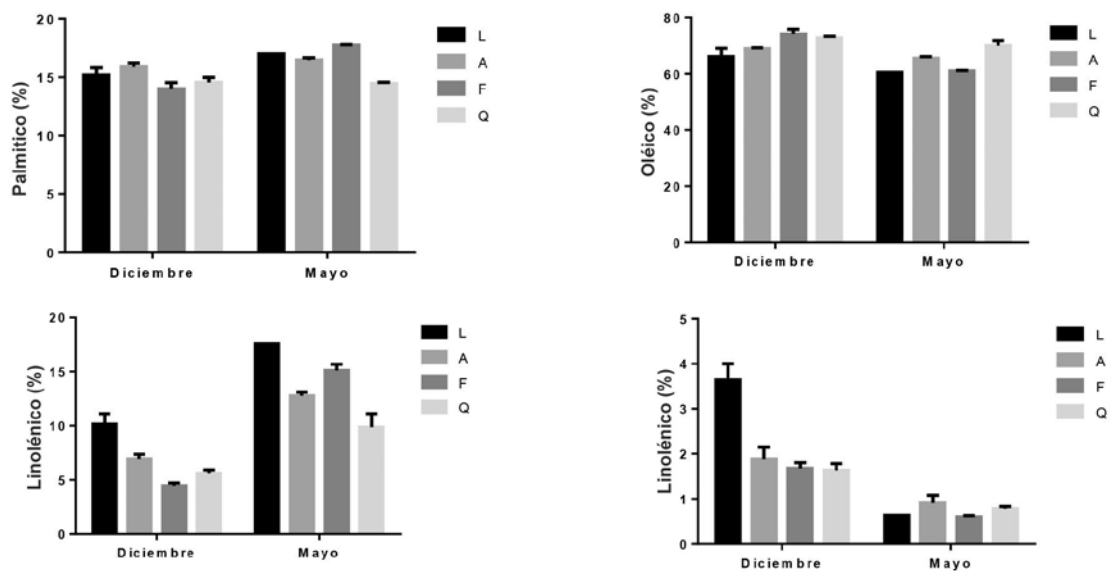 Palmitico (%)
20
15
10
5
0
Diciembre
Mayo
L
A
F
Q
Oléico (%)
80
60
40
20
0
Diciembre
Mayo
L
A
F
Q
Linolénico (%)
20
15
10
5
0
Diciembre
Mayo
L
A
F
Q
Linolénico (%)
5
4
3
2
1
0
Diciembre
Mayo
L
A
F
Q